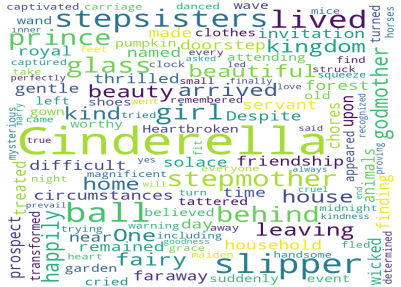 captivated carriage danced wave mice
inner wand stepsisters lived
feel named every attending clothes invitation turned horses
prince kingdom
captured pumpkin doorstep
royal made clock
take glass thrilled small led struck beautiful find squeeze
perfectly asked finally love
gentle beauty arrived forest
left shoes went remembered old
gown kind girl Despite servant chores upon
mysterious hurry came tried
worthy Heartbroken appeared godmother recognized
true Cinderella said
fit
difficult yes solace friendship always
magnificent will everyone cruel
night home stepmother house animals proving
treated circumstances turn time tattered midnight prevail
happily ball believed day behind finding
prospect transformed trying warning away kindness
near One Remained leaving
including goodness grace fled
fairy household maiden handsome wicked determined
heart
garden faraway slipper
cried suddenly event end